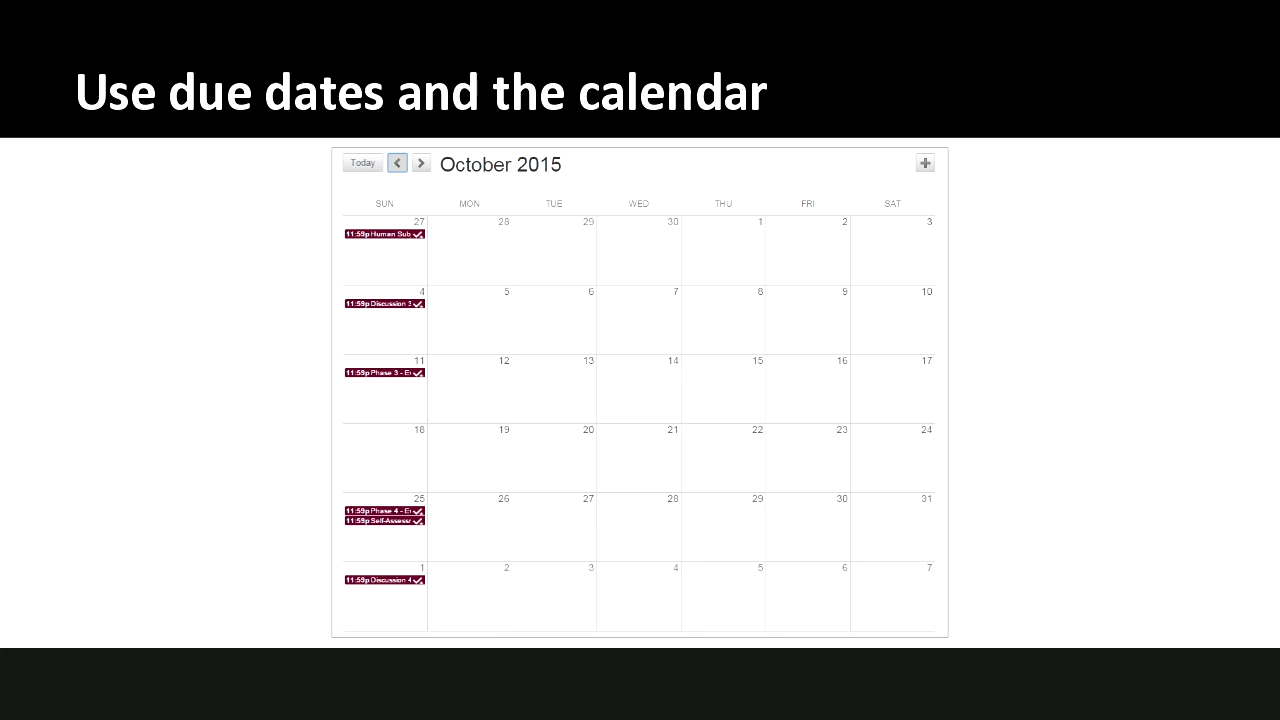 Use due dates and the calendar
Today
October 2015
SUN MON TUE WED THU FRI SAT
27 28 29 30 1 2 3
11:59p Human Sub
4 5 6 7 8 9 10
11:59p Discussion 3
11 12 13 14 15 16 17
11:59p Phase 3 - E
18 19 20 21 22 23 24
25 26 27 28 29 30 31
11:59p Phase 4 - E
11:59p Self-Assess
1 2 3 4 5 6 7
11:59p Discussion 4